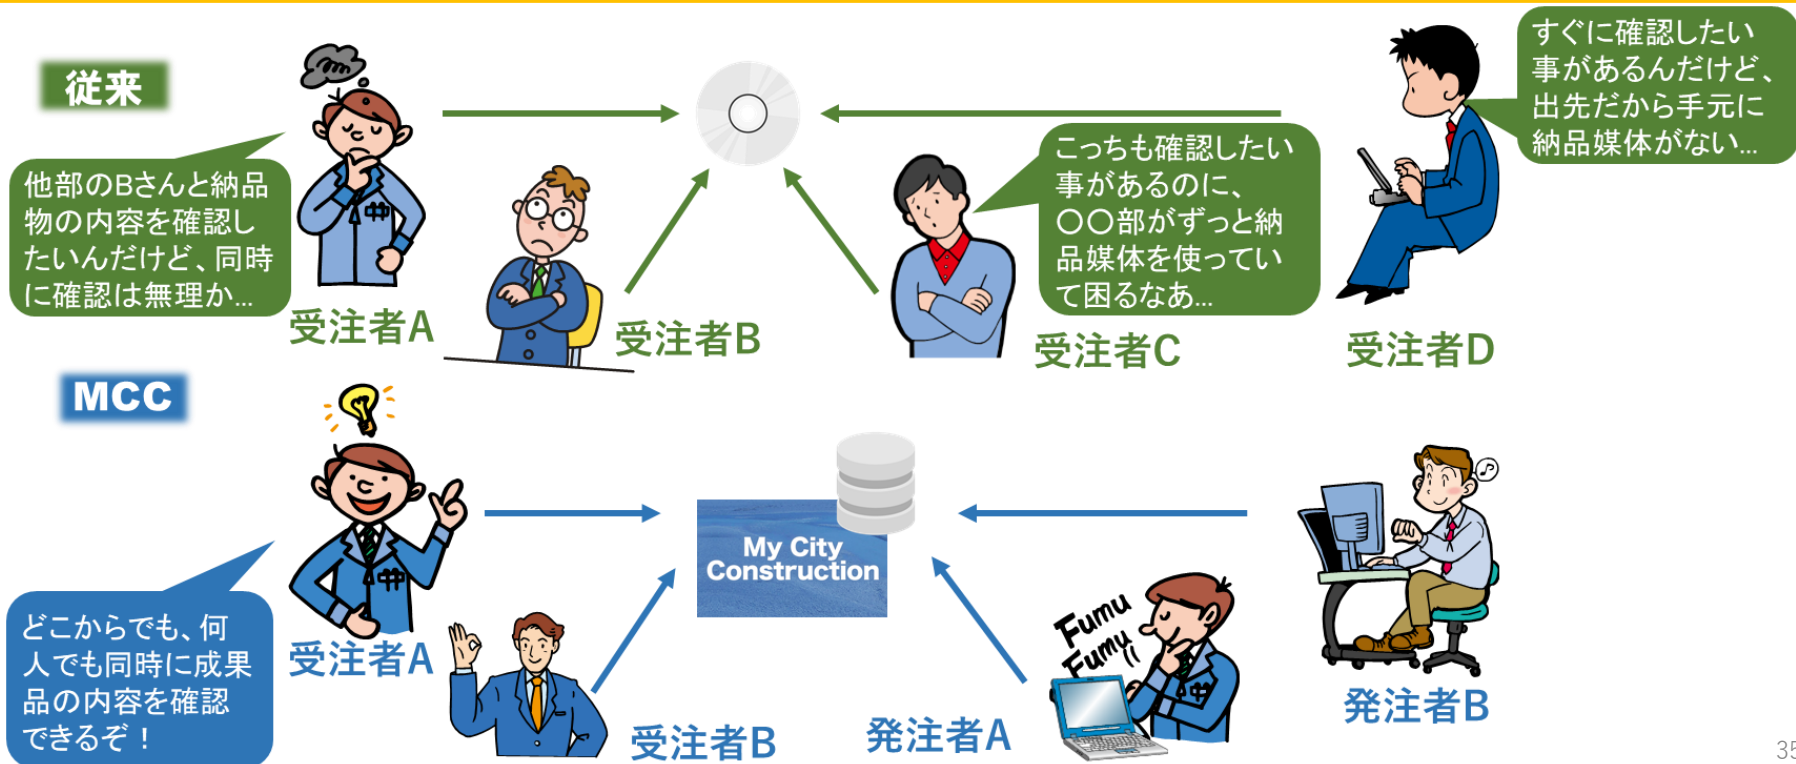 従来
他部のBさんと納品
物の内容を確認し
たいんだけど、同時
に確認は無理か…
受注者A
受注者B
こっちも確認したい
事があるのに、
〇〇部がずっと納
品媒体を使ってい
て困るなあ…
受注者C
すぐに確認したい
事があるんだけど、
出先だから手元に
納品媒体がない…
受注者D
MCC
どこからでも、何
人でも同時に成果
品の内容を確認
できるぞ！
受注者A
受注者B
My City
Construction
Fumu
Fumu
発注者A
発注者B
35